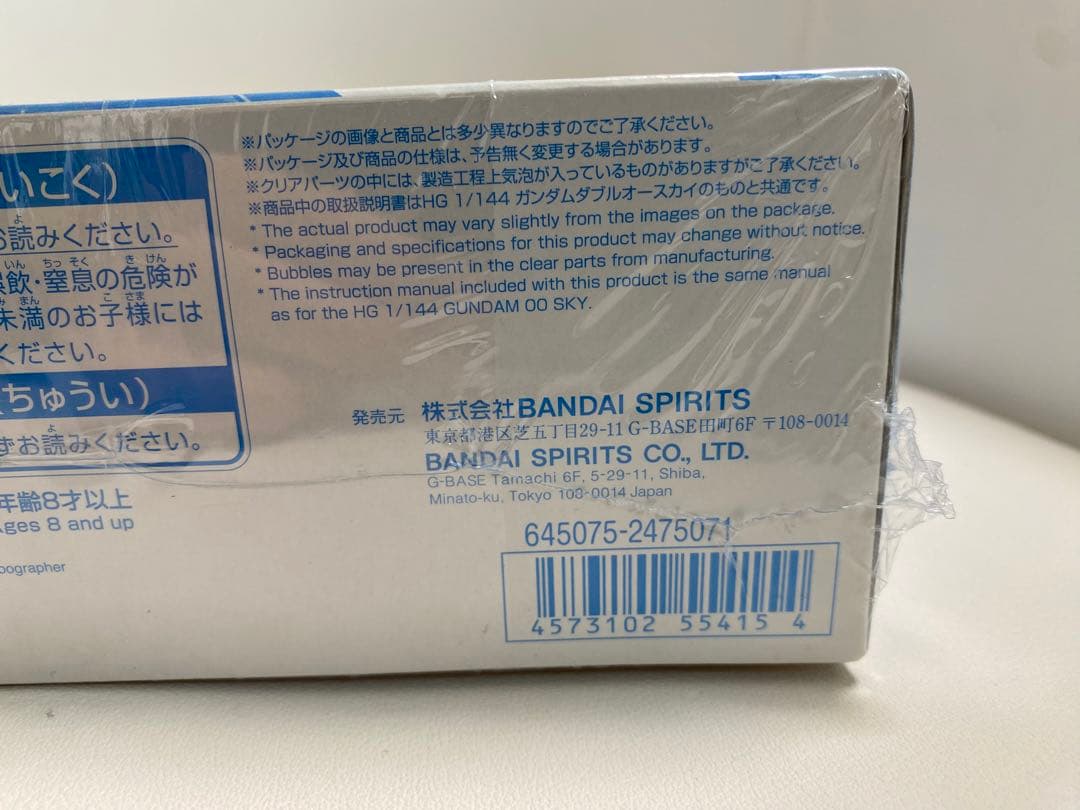 いこく）
お読みください。
飲・窒息の危険が
未満のお子様には
ください。
（ちゅうい）
ずお読みください。
年齢8才以上
Ages 8 and up
ographer
※パッケージの画像と商品とは多少異なりますのでご了承ください。
※パッケージ及び商品の仕様は、予告無く変更する場合があります。
※クリアパーツの中には、製造工程上気泡が入っているものがありますがご了承ください。
※商品中の取扱説明書はHG 1/144 ガンダムダブルオースカイのものと共通です。
* The actual product may vary slightly from the images on the package.
* Packaging and specifications for this product may change without notice.
* Bubbles may be present in the clear parts from manufacturing.
* The instruction manual included with this product is the same manual
as for the HG 1/144 GUNDAM 00 SKY.
発売元 株式会社BANDAI SPIRITS
東京都港区芝五丁目29-11 G-BASE田町6F 〒108-0014
BANDAI SPIRITS CO., LTD.
G-BASE Tamachi 6F, 5-29-11, Shiba,
Minato-ku, Tokyo 108-0014 Japan
645075-2475071
4573102 55415 4